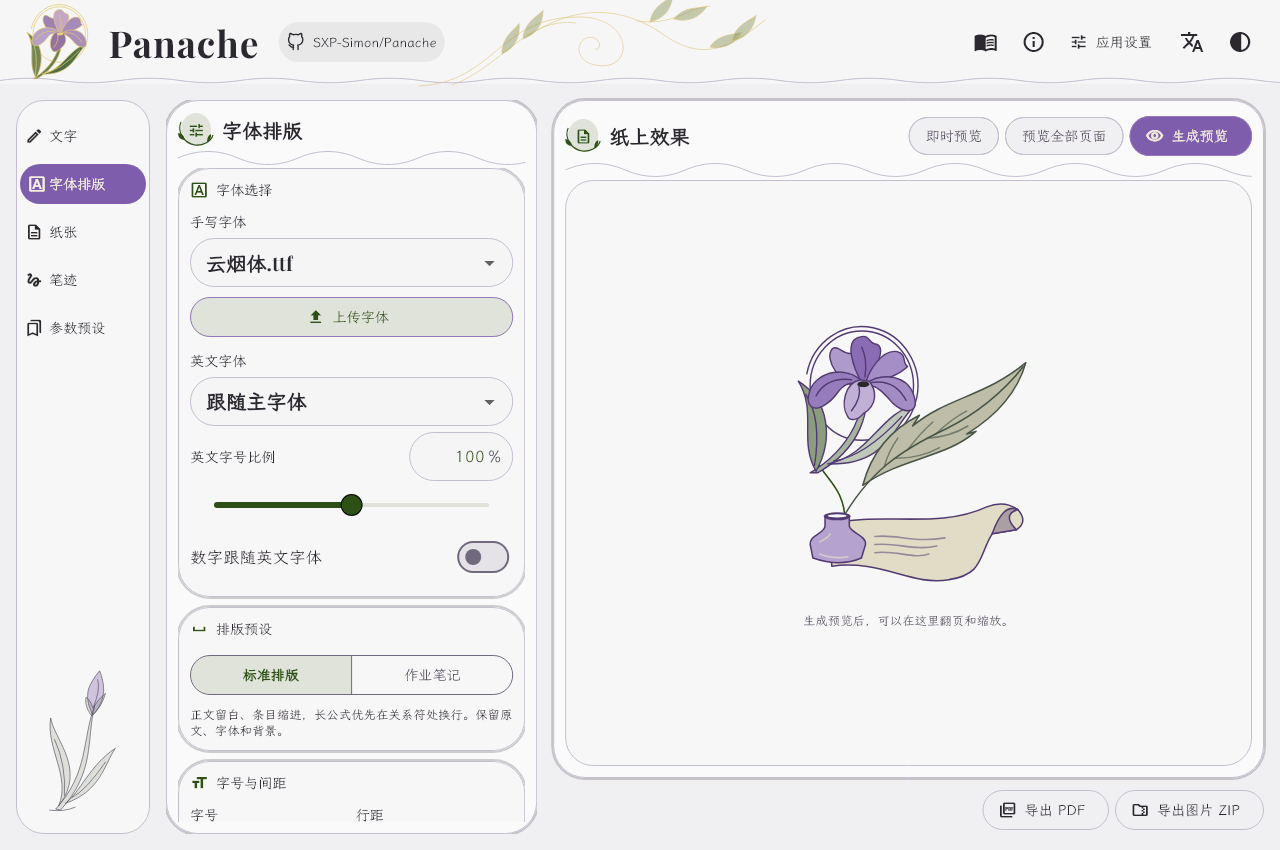 Panache
SXP-Simon/Panache
应用设置
文字
字体排版
纸张
笔迹
参数预设
字体排版
字体选择
手写字体
云烟体.ttf
上传字体
英文字体
跟随主字体
英文字号比例
100 %
数字跟随英文字体
排版预设
标准排版
作业笔记
正文留白、条目缩进，长公式优先在关系符处换行。保留原
文、字体和背景。
字号与间距
字号
行距
纸上效果
即时预览
预览全部页面
生成预览
生成预览后，可以在这里翻页和缩放。
导出 PDF
导出图片 ZIP